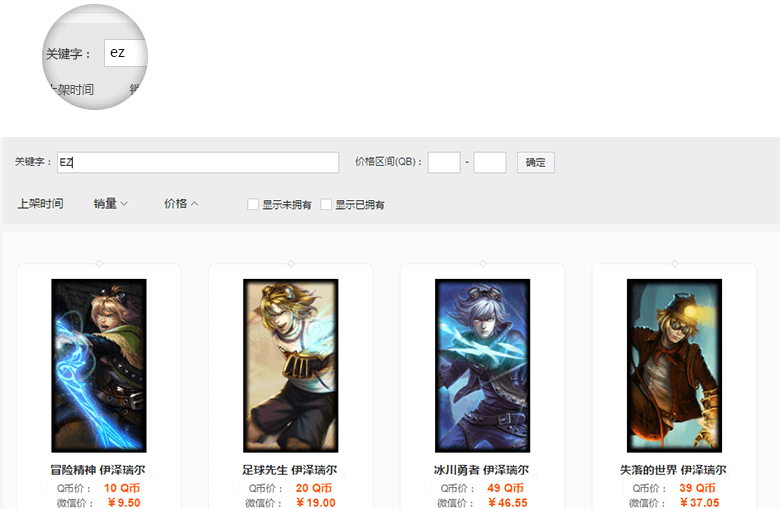 关键字： ez
上架时间 销
关键字： EZ 价格区间(QB)： - 确定
上架时间 销量 价格 显示未拥有 显示已拥有
冒险精神 伊泽瑞尔 足球先生 伊泽瑞尔 冰川勇者 伊泽瑞尔 失落的世界 伊泽瑞尔
Q币价： 10 Q币 Q币价： 20 Q币 Q币价： 49 Q币 Q币价： 39 Q币
微信价： ￥9.50 微信价： ￥19.00 微信价： ￥46.55 微信价： ￥37.05